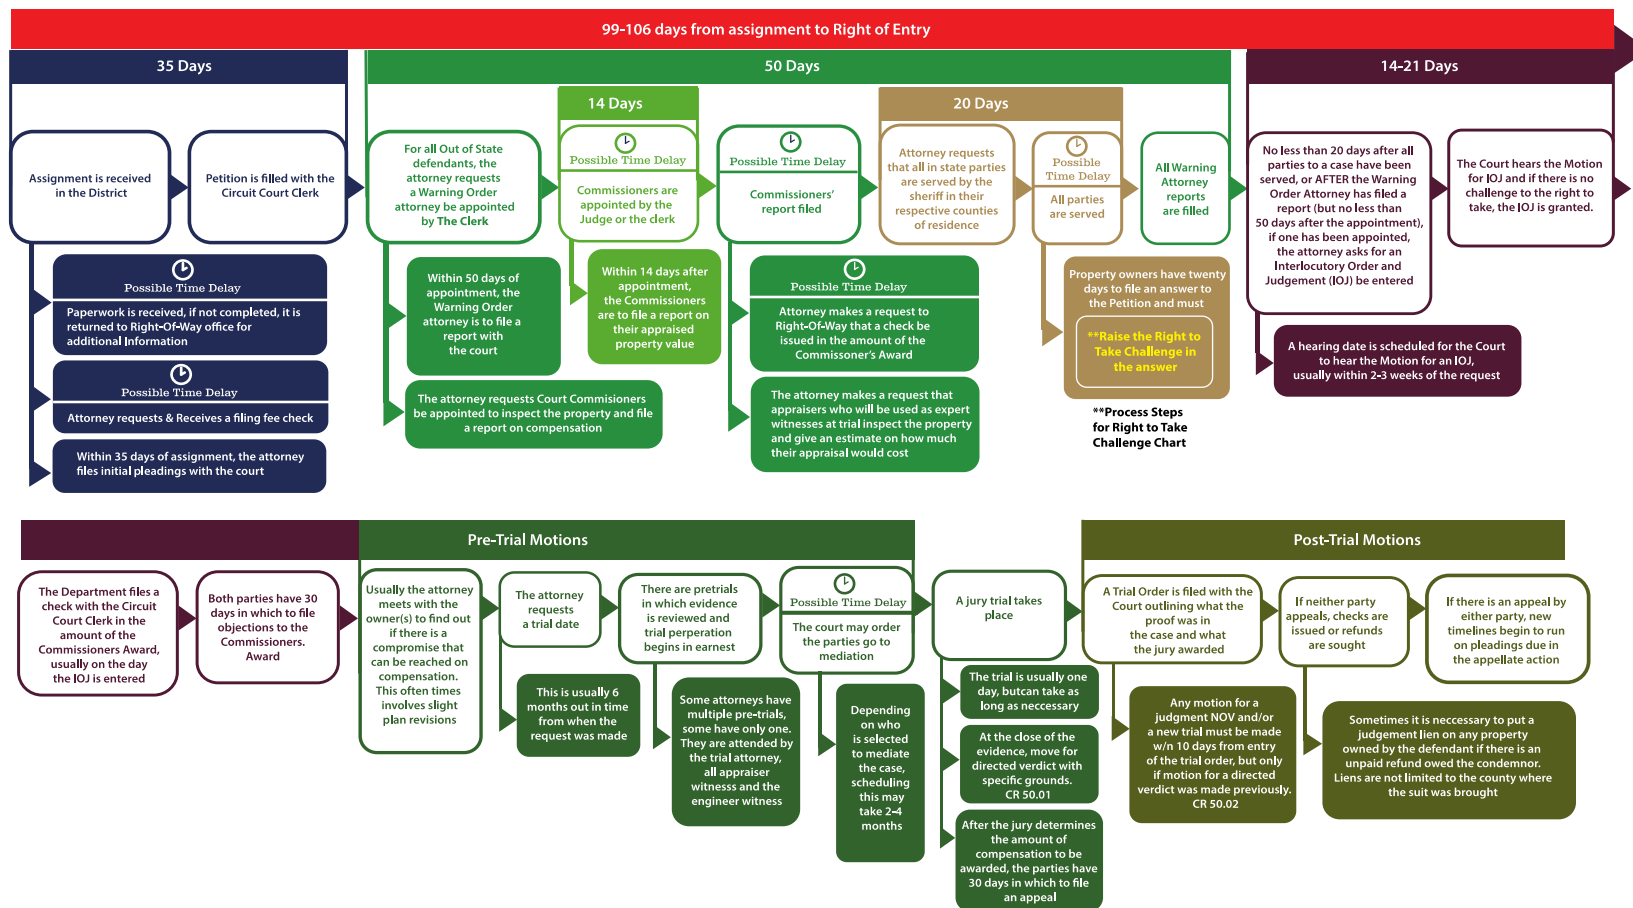 99-106 days from assignment to Right of Entry
35 Days
50 Days
14-21 Days
14 Days
20 Days
Assignment is received
in the District
Petition is filled with the
Circuit Court Clerk
For all Out of State
defendants, the
attorney requests
a Warning Order
attorney be appointed
by The Clerk
Possible Time Delay
Commissioners are
appointed by the
Judge or the clerk
Possible Time Delay
Commissioners'
report filed
Attorney requests
that all in state parties
are served by the
sheriff in their
respective counties
of residence
Possible
Time Delay
All parties
are served
All Warning
Attorney
reports
are filled
No less than 20 days after all
parties to a case have been
served, or AFTER the Warning
Order Attorney has filed a
report (but no less than
50 days after the appointment),
if one has been appointed,
the attorney asks for an
Interlocutory Order and
Judgement (IOJ) be entered
The Court hears the Motion
for IOJ and if there is no
challenge to the right to
take, the IOJ is granted.
Possible Time Delay
Paperwork is received, if not completed, it is
returned to Right-Of-Way office for
additional Information
Possible Time Delay
Attorney requests & Receives a filing fee check
Within 35 days of assignment, the attorney
files initial pleadings with the court
Within 50 days of
appointment, the
Warning Order
attorney is to file a
report with
the court
The attorney requests Court Commisioners
be appointed to inspect the property and file
a report on compensation
Within 14 days after
appointment,
the Commissioners
are to file a report on
their appraised
property value
Possible Time Delay
Attorney makes a request to
Right-Of-Way that a check be
issued in the amount of the
Commissoner's Award
The attorney makes a request that
appraisers who will be used as expert
witnesses at trial inspect the property
and give an estimate on how much
their appraisal would cost
Property owners have twenty
days to file an answer to
the Petition and must
**Raise the Right to
Take Challenge in
the answer
**Process Steps
for Right to Take
Challenge Chart
A hearing date is scheduled for the Court
to hear the Motion for an IOJ,
usually within 2-3 weeks of the request
Pre-Trial Motions
Post-Trial Motions
The Department files a
check with the Circuit
Court Clerk in the
amount of the
Commissioners Award,
usually on the day
the IOJ is entered
Both parties have 30
days in which to file
objections to the
Commissioners.
Award
Usually the attorney
meets with the
owner(s) to find out
if there is a
compromise that
can be reached on
compensation.
This often times
involves slight
plan revisions
The attorney
requests
a trial date
There are pretrials
in which evidence
is reviewed and
trial perperation
begins in earnest
Possible Time Delay
The court may order
the parties go to
mediation
A jury trial takes
place
A Trial Order is filed with the
Court outlining what the
proof was in
the case and what
the jury awarded
If neither party
appeals, checks are
issued or refunds
are sought
If there is an appeal by
either party, new
timelines begin to run
on pleadings due in
the appellate action
This is usually 6
months out in time
from when the
request was made
Some attorneys have
multiple pre-trials,
some have only one.
They are attended by
the trial attorney,
all appraiser
witnesss and the
engineer witness
Depending
on who
is selected
to mediate
the case,
scheduling
this may
take 2-4
months
The trial is usually one
day, butcan take as
long as neccessary
At the close of the
evidence, move for
directed verdict with
specific grounds.
CR 50.01
After the jury determines
the amount of
compensation to be
awarded, the parties have
30 days in which to file
an appeal
Any motion for a
judgment NOV and/or
a new trial must be made
w/n 10 days from entry
of the trial order, but only
if motion for a directed
verdict was made previously.
CR 50.02
Sometimes it is neccessary to put a
judgement lien on any property
owned by the defendant if there is an
unpaid refund owed the condemnor.
Liens are not limited to the county where
the suit was brought